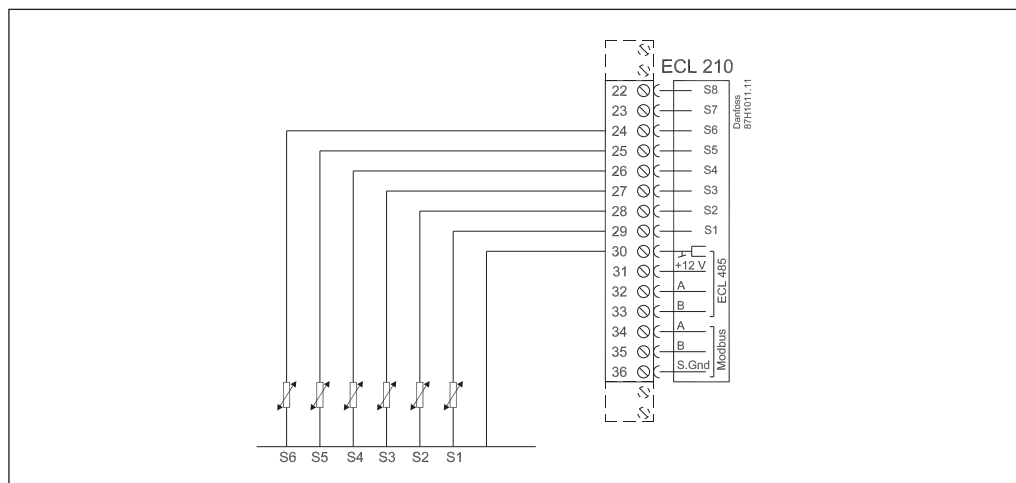 ECL 210
22 S8
23 S7
24 S6
25 S5
26 S4
27 S3
28 S2
29 S1
30
31 +12 V
32 A
33 B
34 A
35 B
36 S.Gnd
ECL 485
Modbus
Danfoss
87H1011.11
S6 S5 S4 S3 S2 S1